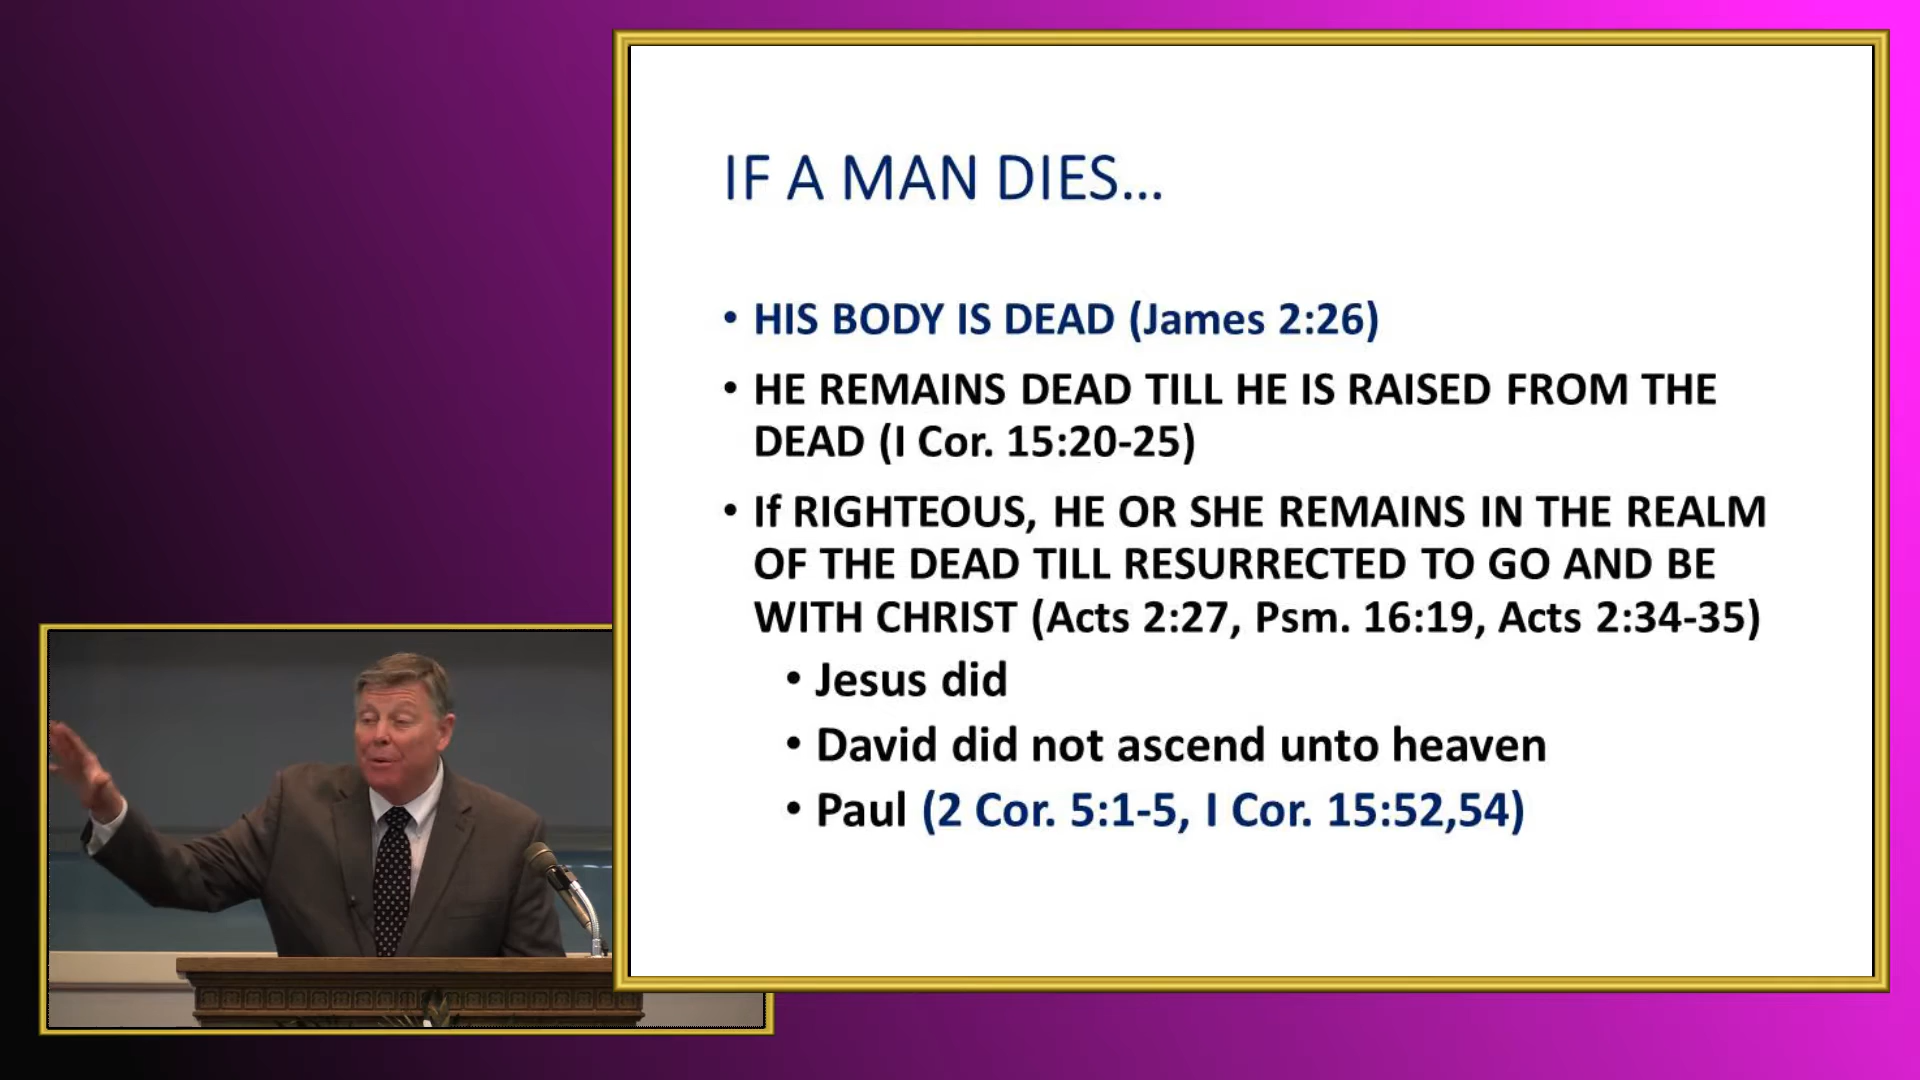 IF A MAN DIES...
• HIS BODY IS DEAD (James 2:26)
• HE REMAINS DEAD TILL HE IS RAISED FROM THE
DEAD (I Cor. 15:20-25)
• If RIGHTEOUS, HE OR SHE REMAINS IN THE REALM
OF THE DEAD TILL RESURRECTED TO GO AND BE
WITH CHRIST (Acts 2:27, Psm. 16:19, Acts 2:34-35)
• Jesus did
• David did not ascend unto heaven
• Paul (2 Cor. 5:1-5, I Cor. 15:52,54)